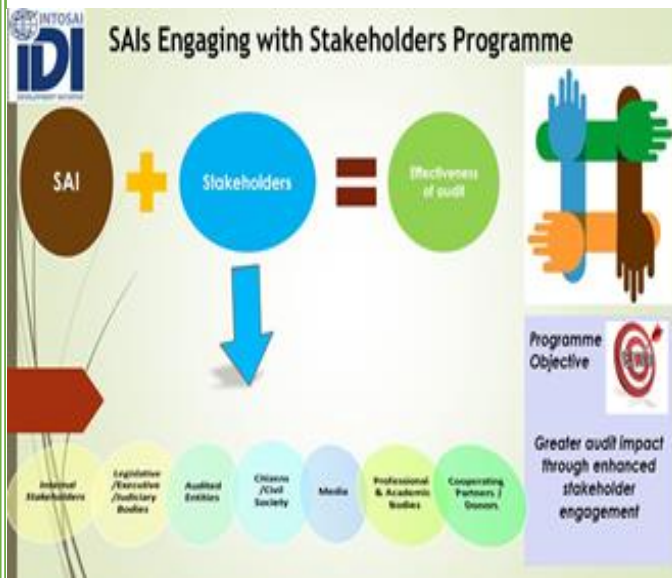 INTOSAI
IDI
DEVELOPMENT INITIATIVE
SAIs Engaging with Stakeholders Programme
SAI
Stakeholders
Effectiveness
of audit
Programme
Objective
Greater audit impact
through enhanced
stakeholder
engagement
Internal
Stakeholders
Legislative
/Executive
/Judiciary
Bodies
Audited
Entities
Citizens
/Civil
Society
Media
Professional
& Academic
Bodies
Cooperating
Partners /
Donors